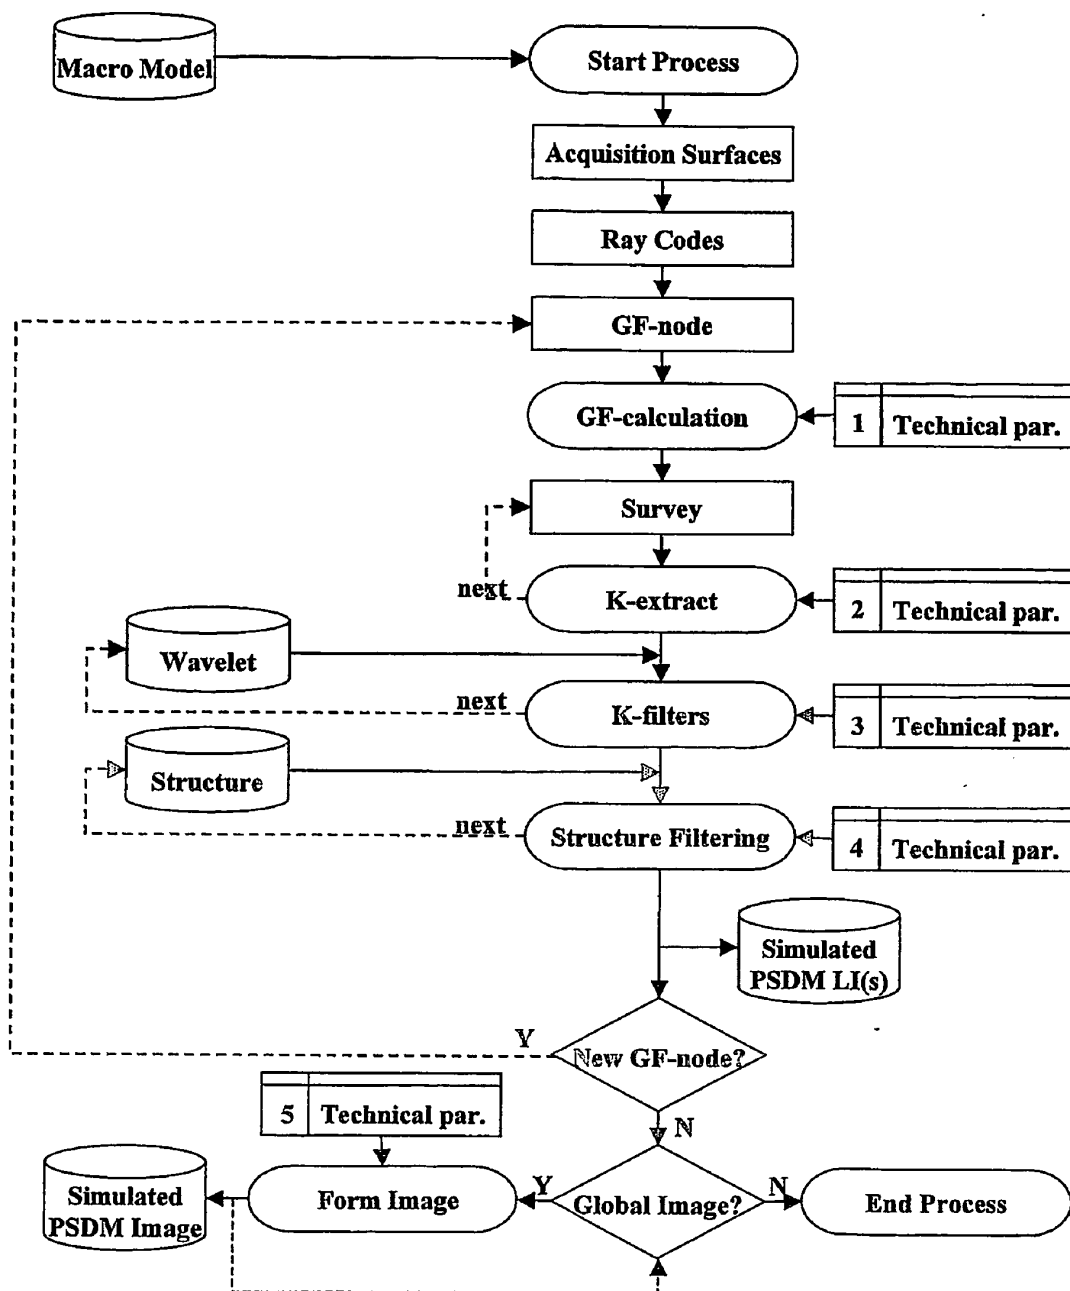 Macro Model
Start Process
Acquisition Surfaces
Ray Codes
GF-node
GF-calculation
1 Technical par.
Survey
next
K-extract
2 Technical par.
Wavelet
next
K-filters
3 Technical par.
Structure
next
Structure Filtering
4 Technical par.
Simulated
PSDM LI(s)
Y
New GF-node?
5 Technical par.
N
Simulated
PSDM Image
Form Image
Y
Global Image?
N
End Process